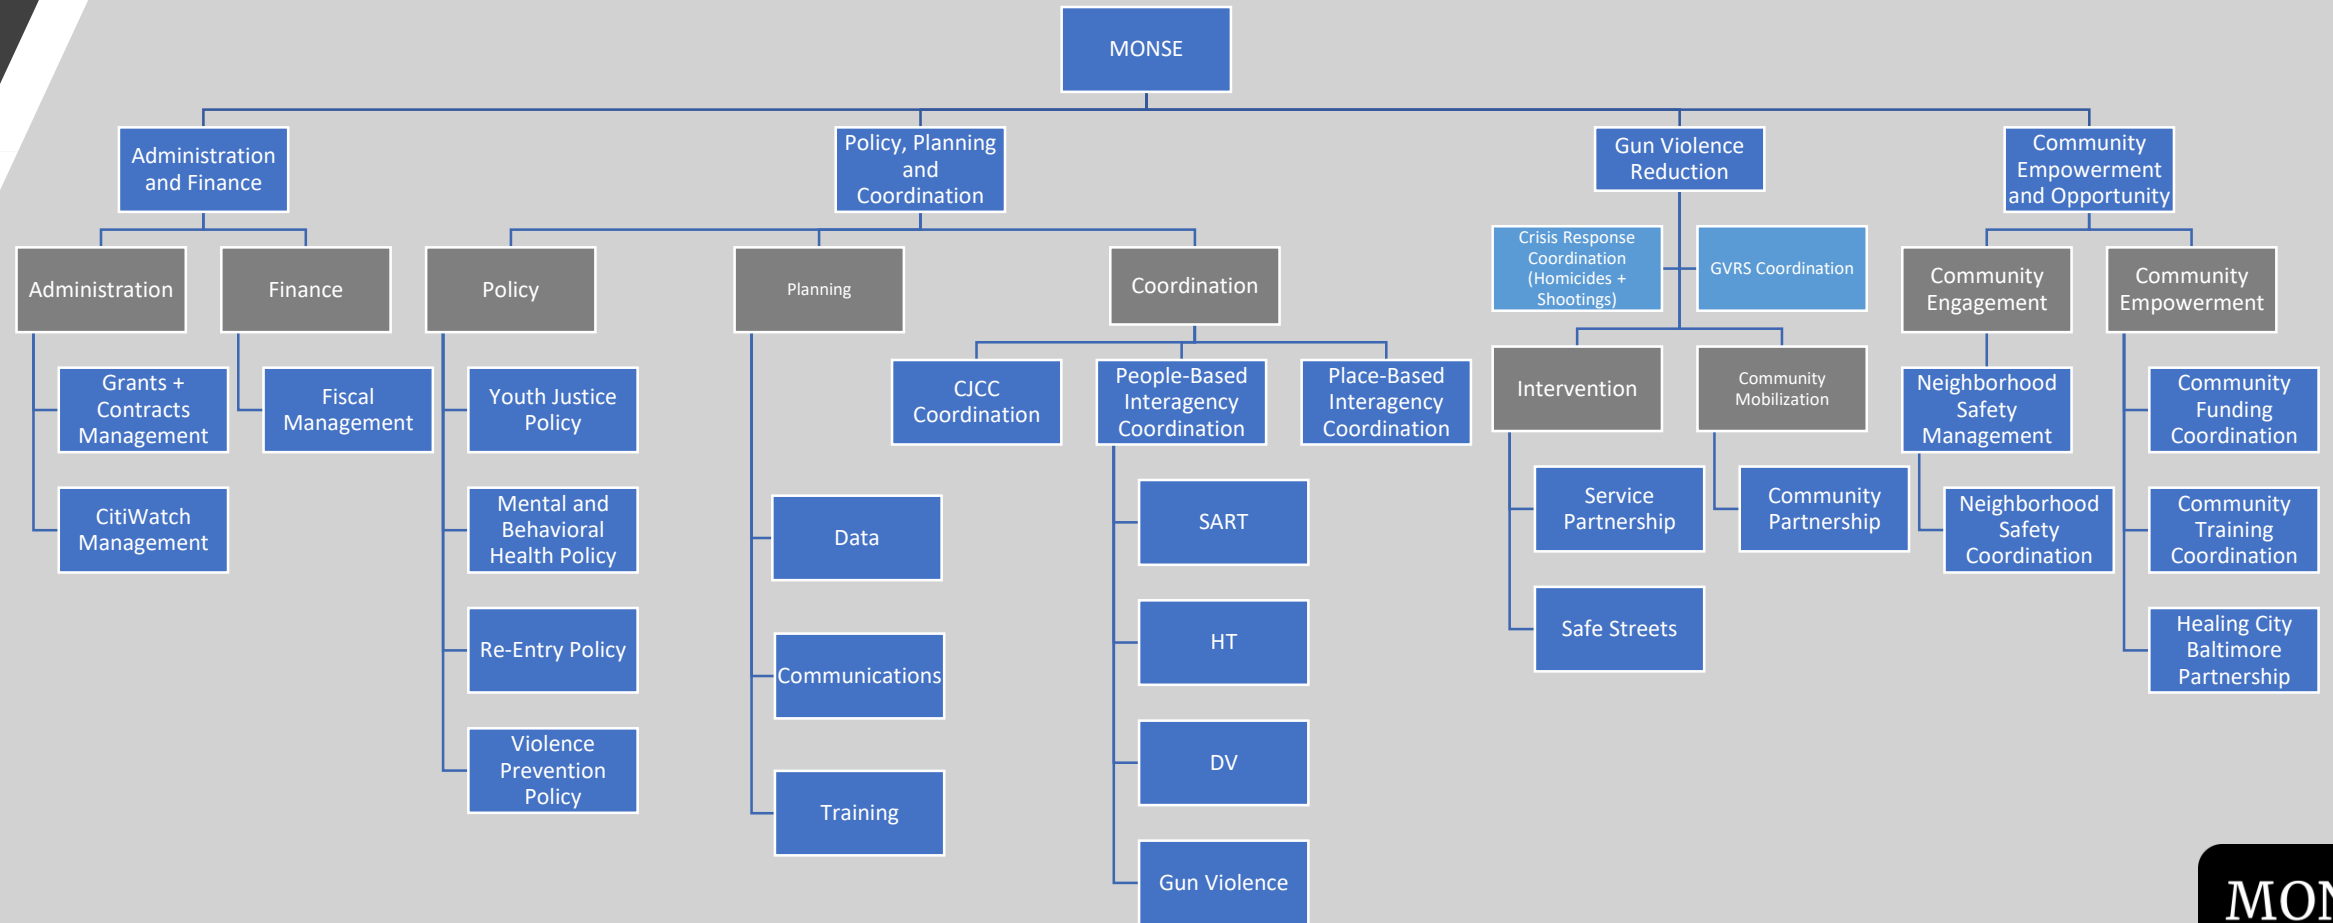 MONSE
Administration
and Finance
Policy, Planning
and
Coordination
Gun Violence
Reduction
Community
Empowerment
and Opportunity
Administration
Finance
Policy
Planning
Coordination
Crisis Response
Coordination
(Homicides +
Shootings)
GVRS Coordination
Community
Engagement
Community
Empowerment
Grants +
Contracts
Management
CitiWatch
Management
Fiscal
Management
Youth Justice
Policy
Mental and
Behavioral
Health Policy
Re-Entry Policy
Violence
Prevention
Policy
Data
Communications
Training
CJCC
Coordination
People-Based
Interagency
Coordination
Place-Based
Interagency
Coordination
SART
HT
DV
Gun Violence
Intervention
Community
Mobilization
Service
Partnership
Safe Streets
Community
Partnership
Neighborhood
Safety
Management
Neighborhood
Safety
Coordination
Community
Funding
Coordination
Community
Training
Coordination
Healing City
Baltimore
Partnership